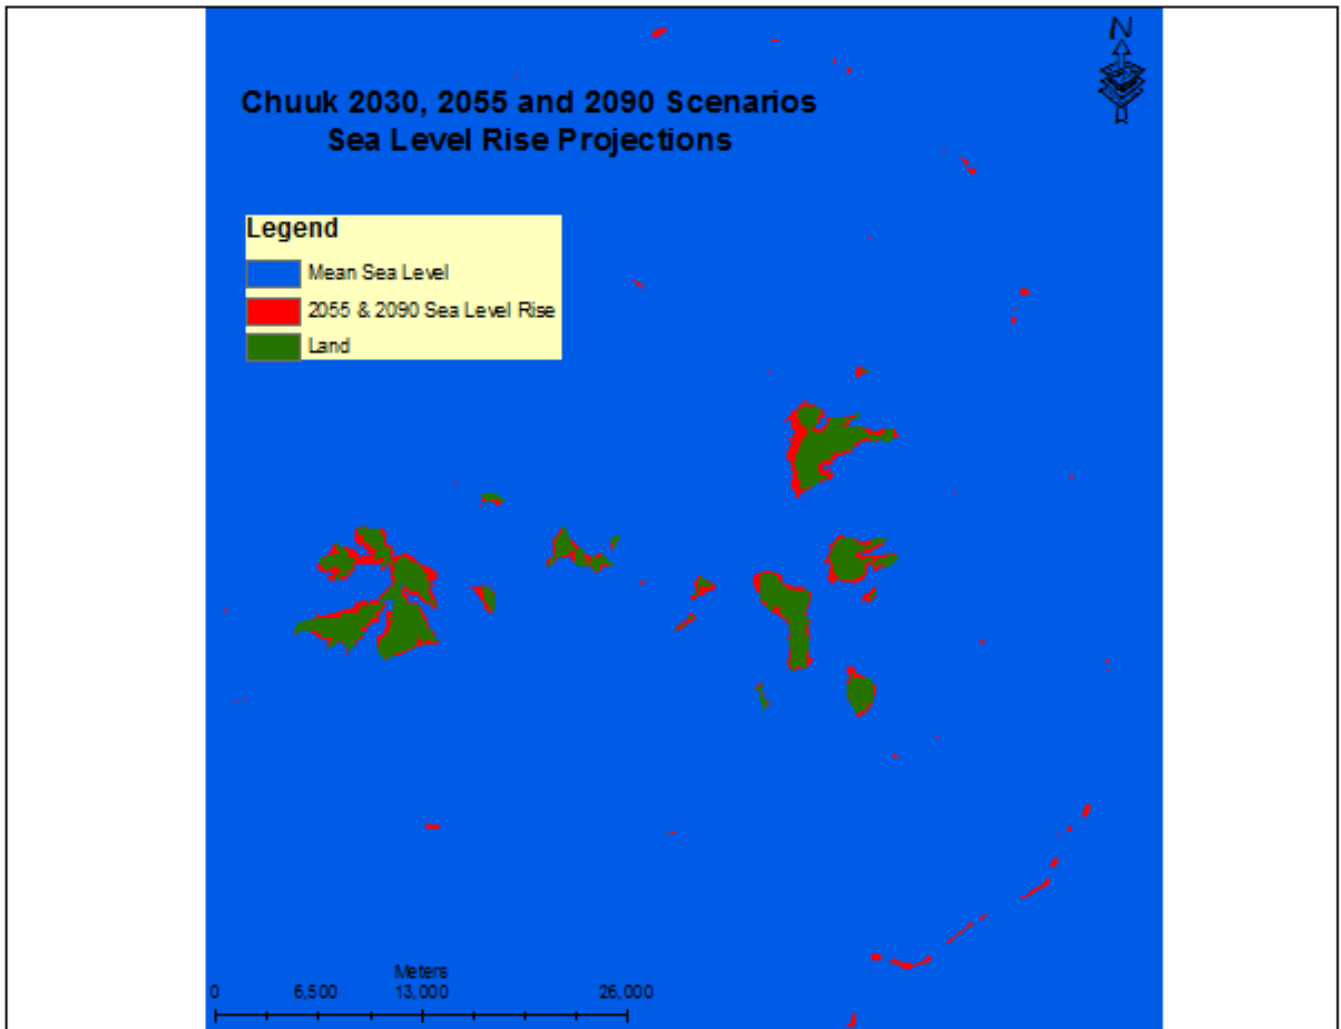 N
Chuuk 2030, 2055 and 2090 Scenarios
Sea Level Rise Projections
Legend
Mean Sea Level
2055 & 2090 Sea Level Rise
Land
Meters
0 6,500 13,000 26,000